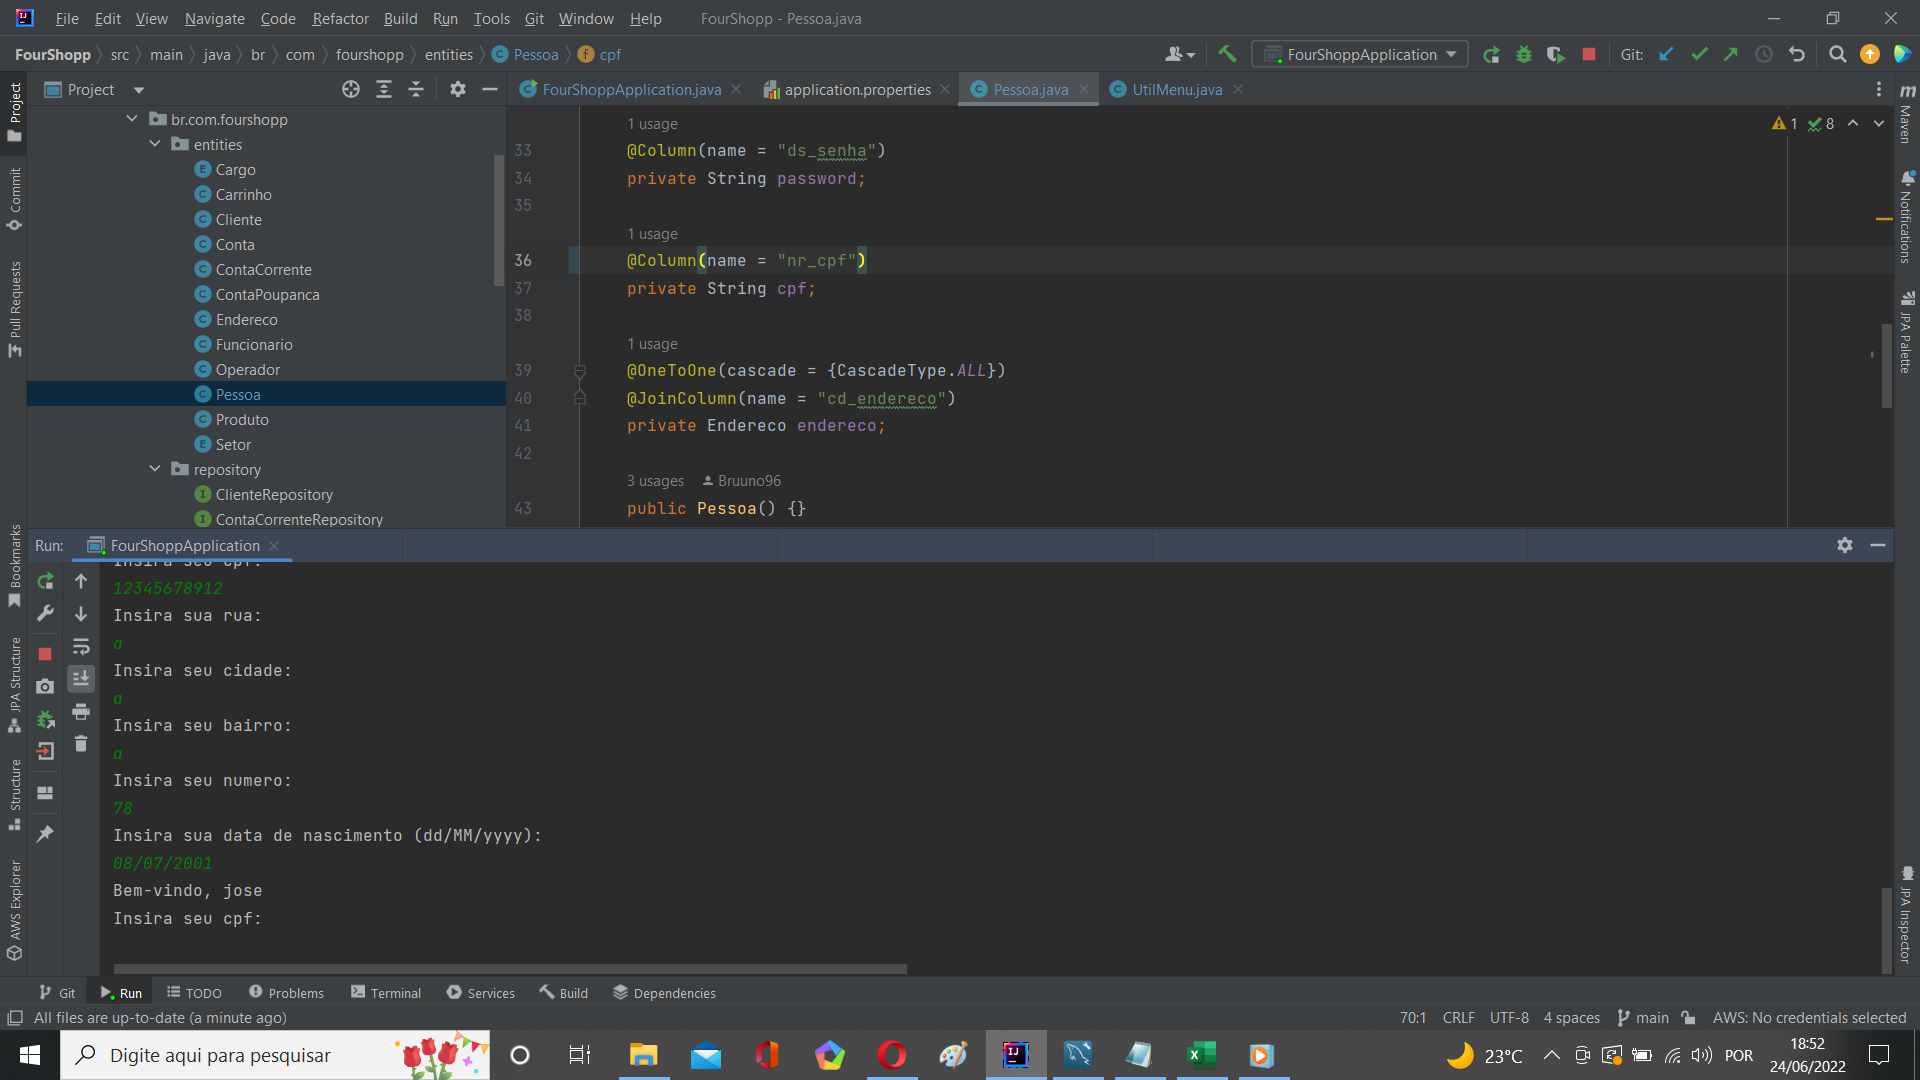 File Edit View Navigate Code Refactor Build Run Tools Git Window Help FourShopp - Pessoa.java
FourShopp src main java br com fourshopp entities Pessoa cpf FourShoppApplication Git:
Project
FourShoppApplication.java application.properties Pessoa.java UtilMenu.java
br.com.fourshopp
entities
Cargo
Carrinho
Cliente
Conta
ContaCorrente
ContaPoupanca
Endereco
Funcionario
Operador
Pessoa
Produto
Setor
repository
ClienteRepository
ContaCorrenteRepository
1 usage
33 @Column(name = "ds_senha")
34 private String password;
35
1 usage
36 @Column(name = "nr_cpf")
37 private String cpf;
38
1 usage
39 @OneToOne(cascade = {CascadeType.ALL})
40 @JoinColumn(name = "cd_endereco")
41 private Endereco endereco;
42
3 usages Bruuno96
43 public Pessoa() {}
1 8
Project
Commit
Pull Requests
Bookmarks
JPA Structure
Structure
AWS Explorer
Maven
Notifications
JPA Palette
JPA Inspector
Run: FourShoppApplication
Insira seu cpf:
12345678912
Insira sua rua:
a
Insira seu cidade:
a
Insira seu bairro:
a
Insira seu numero:
78
Insira sua data de nascimento (dd/MM/yyyy):
08/07/2001
Bem-vindo, jose
Insira seu cpf:
Git Run TODO Problems Terminal Services Build Dependencies
All files are up-to-date (a minute ago) 70:1 CRLF UTF-8 4 spaces main AWS: No credentials selected
Digite aqui para pesquisar 23°C POR 18:52
24/06/2022